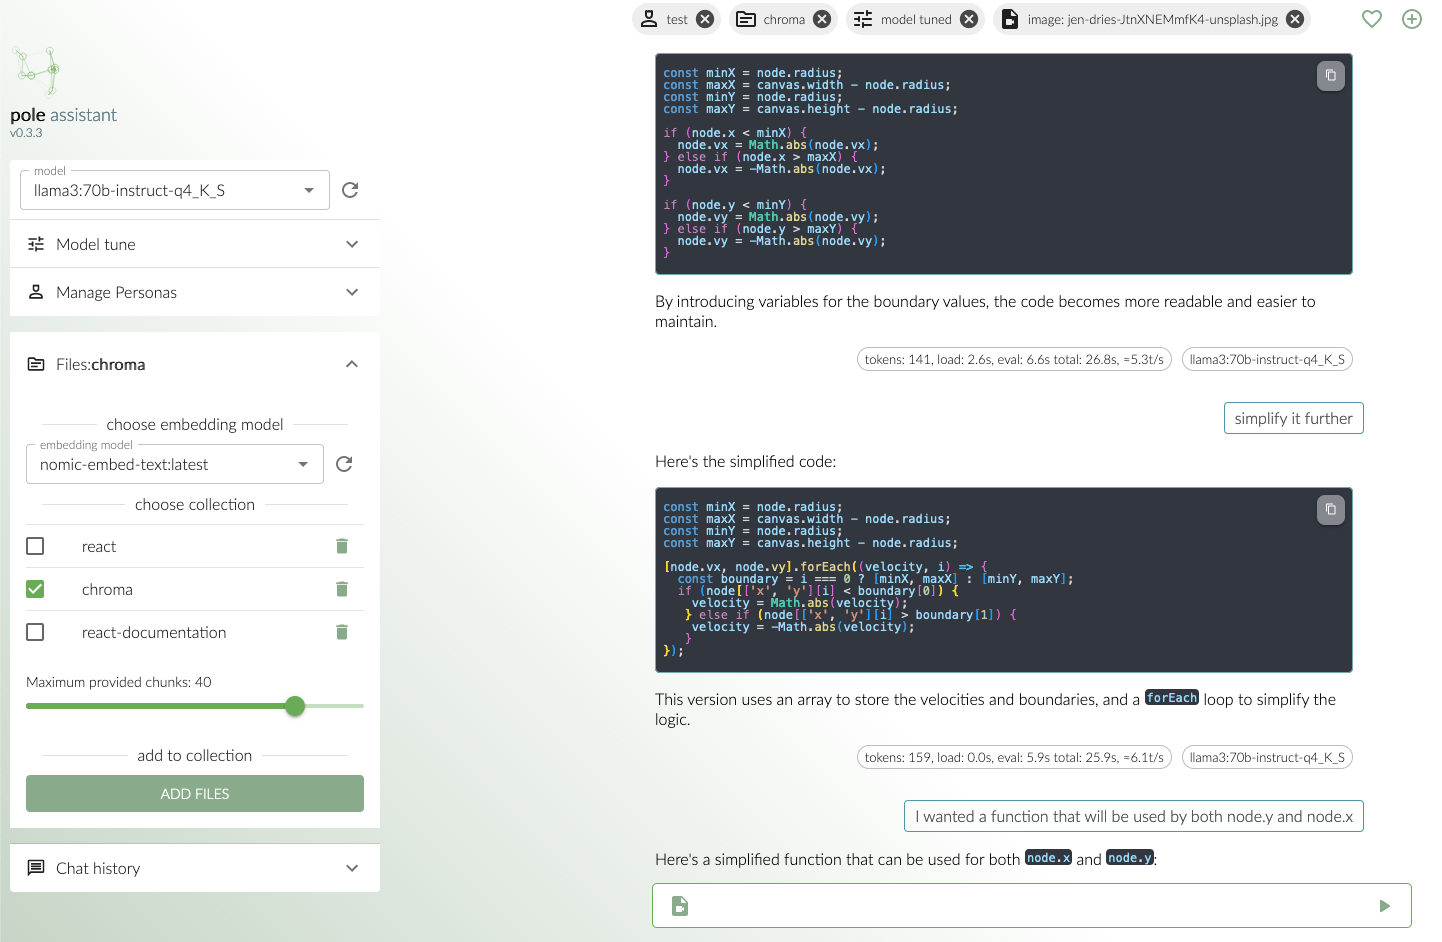 test
chroma
model tuned
image: jen-dries-JtnXNEMmfK4-unsplash.jpg
pole assistant
v0.3.3
model
llama3:70b-instruct-q4_K_S
Model tune
Manage Personas
Files:chroma
choose embedding model
embedding model
nomic-embed-text:latest
choose collection
react
chroma
react-documentation
Maximum provided chunks: 40
add to collection
ADD FILES
Chat history
const minX = node.radius;
const maxX = canvas.width - node.radius;
const minY = node.radius;
const maxY = canvas.height - node.radius;
if (node.x < minX) {
  node.vx = Math.abs(node.vx);
} else if (node.x > maxX) {
  node.vx = -Math.abs(node.vx);
}
if (node.y < minY) {
  node.vy = Math.abs(node.vy);
} else if (node.y > maxY) {
  node.vy = -Math.abs(node.vy);
}
By introducing variables for the boundary values, the code becomes more readable and easier to
maintain.
tokens: 141, load: 2.6s, eval: 6.6s total: 26.8s, ≈5.3t/s
llama3:70b-instruct-q4_K_S
simplify it further
Here's the simplified code:
const minX = node.radius;
const maxX = canvas.width - node.radius;
const minY = node.radius;
const maxY = canvas.height - node.radius;
[node.vx, node.vy].forEach((velocity, i) => {
  const boundary = i === 0 ? [minX, maxX] : [minY, maxY];
  if (node[['x', 'y'][i] < boundary[0]) {
    velocity = Math.abs(velocity);
   } else if (node[['x', 'y'][i] > boundary[1]) {
    velocity = -Math.abs(velocity);
   }
});
This version uses an array to store the velocities and boundaries, and a forEach loop to simplify the
logic.
tokens: 159, load: 0.0s, eval: 5.9s total: 25.9s, ≈6.1t/s
llama3:70b-instruct-q4_K_S
I wanted a function that will be used by both node.y and node.x
Here's a simplified function that can be used for both node.x and node.y: